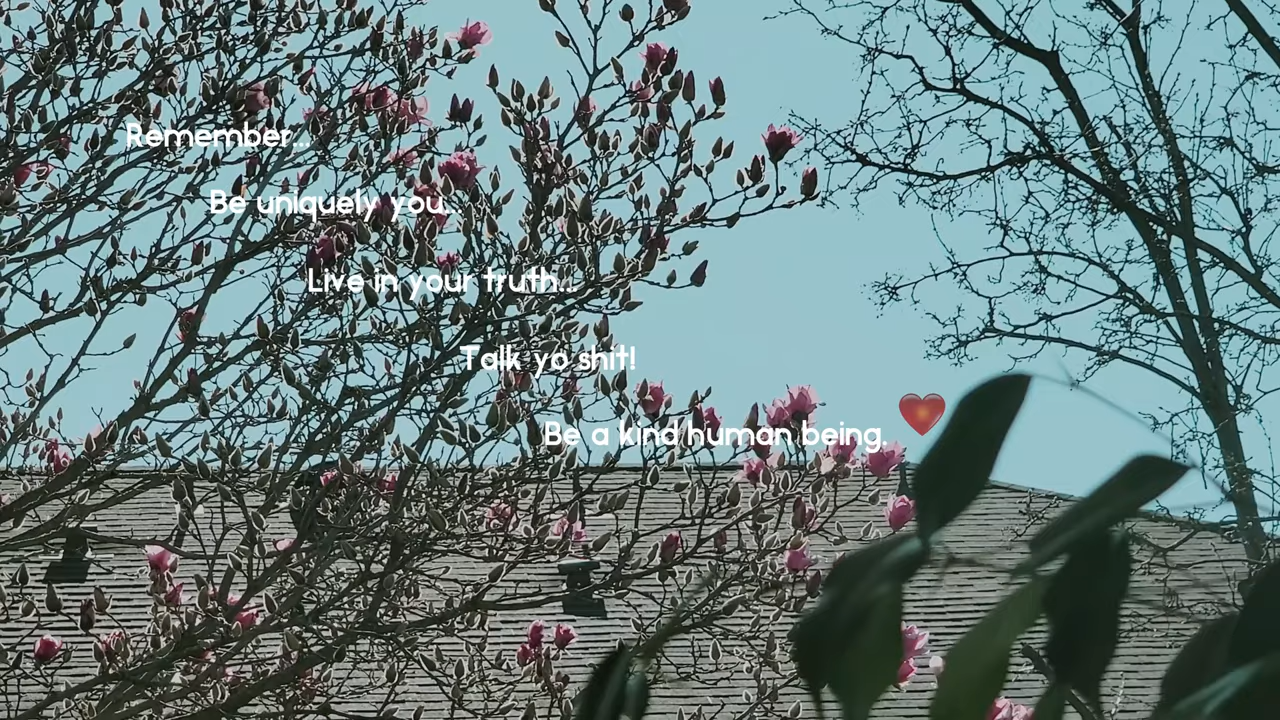 Remember...
Be uniquely you...
Live in your truth...
Talk yo shit!
Be a kind human being. ❤️